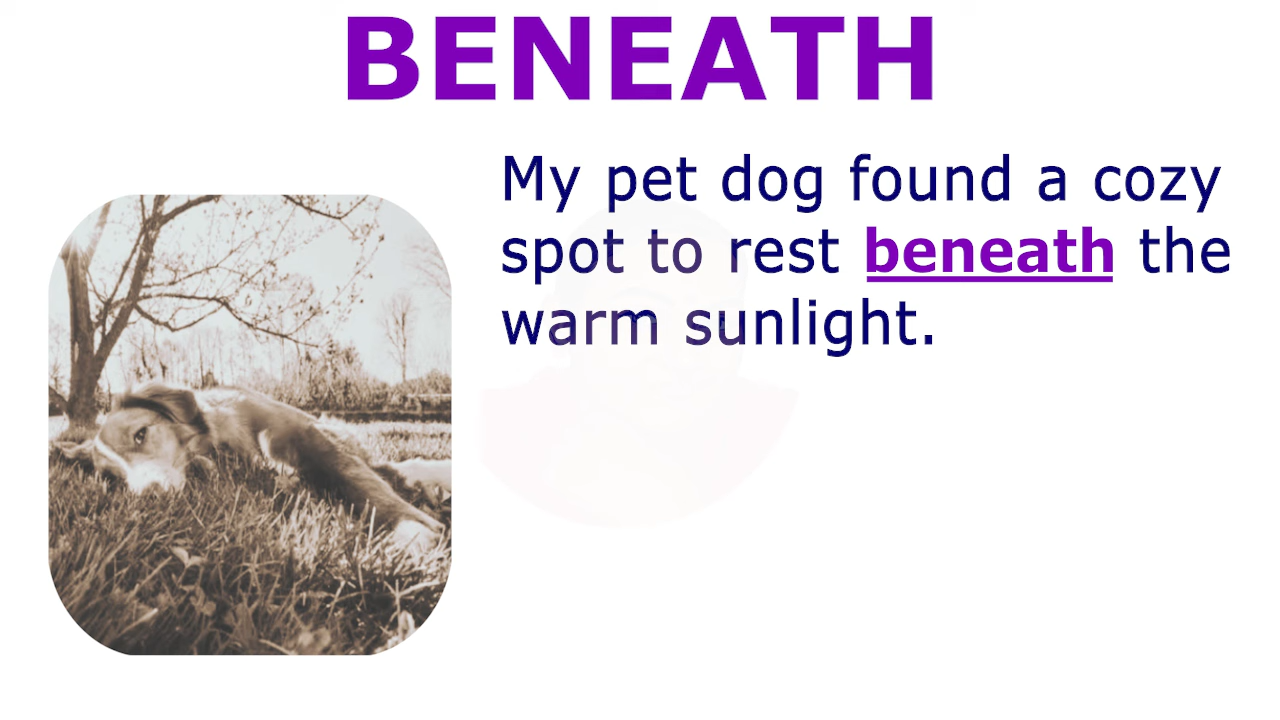 BENEATH
My pet dog found a cozy
spot to rest beneath the
warm sunlight.